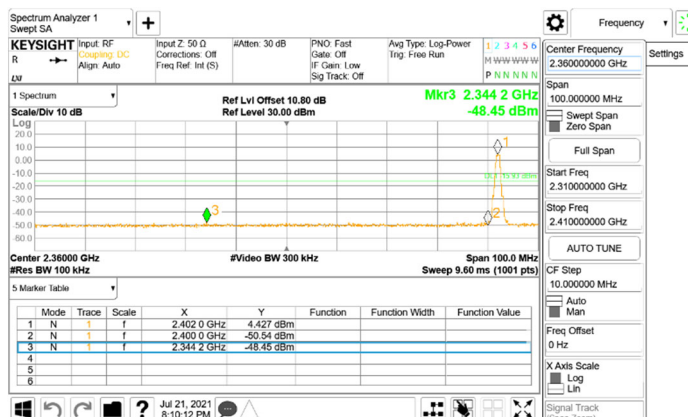 Spectrum Analyzer 1
Swept SA
+
Frequency
KEYSIGHT
R
LXI
Input: RF
Coupling: DC
Align: Auto
Input Z: 50 Ω
Corrections: Off
Freq Ref: Int (S)
#Atten: 30 dB
PNO: Fast
Gate: Off
IF Gain: Low
Sig Track: Off
Avg Type: Log-Power
Trig: Free Run
1 2 3 4 5 6
M W W W W W
P N N N N N
Center Frequency
2.360000000 GHz
Settings
1 Spectrum
Scale/Div 10 dB
Ref Lvl Offset 10.80 dB
Ref Level 30.00 dBm
Mkr3 2.344 2 GHz
-48.45 dBm
Span
100.000000 MHz
Swept Span
Zero Span
Log
20.0
10.0
0.00
-10.0
-20.0
-30.0
-40.0
-50.0
-60.0
1
2
3
Full Span
Start Freq
2.310000000 GHz
Stop Freq
2.410000000 GHz
AUTO TUNE
Center 2.36000 GHz
#Res BW 100 kHz
#Video BW 300 kHz
Span 100.0 MHz
Sweep 9.60 ms (1001 pts)
CF Step
10.000000 MHz
Auto
Man
5 Marker Table
Mode Trace Scale X Y Function Function Width Function Value
1 N 1 f 2.402 0 GHz 4.427 dBm
2 N 1 f 2.400 0 GHz -50.54 dBm
3 N 1 f 2.344 2 GHz -48.45 dBm
4
5
6
Freq Offset
0 Hz
X Axis Scale
Log
Lin
Signal Track
?
Jul 21, 2021
8:10:12 PM